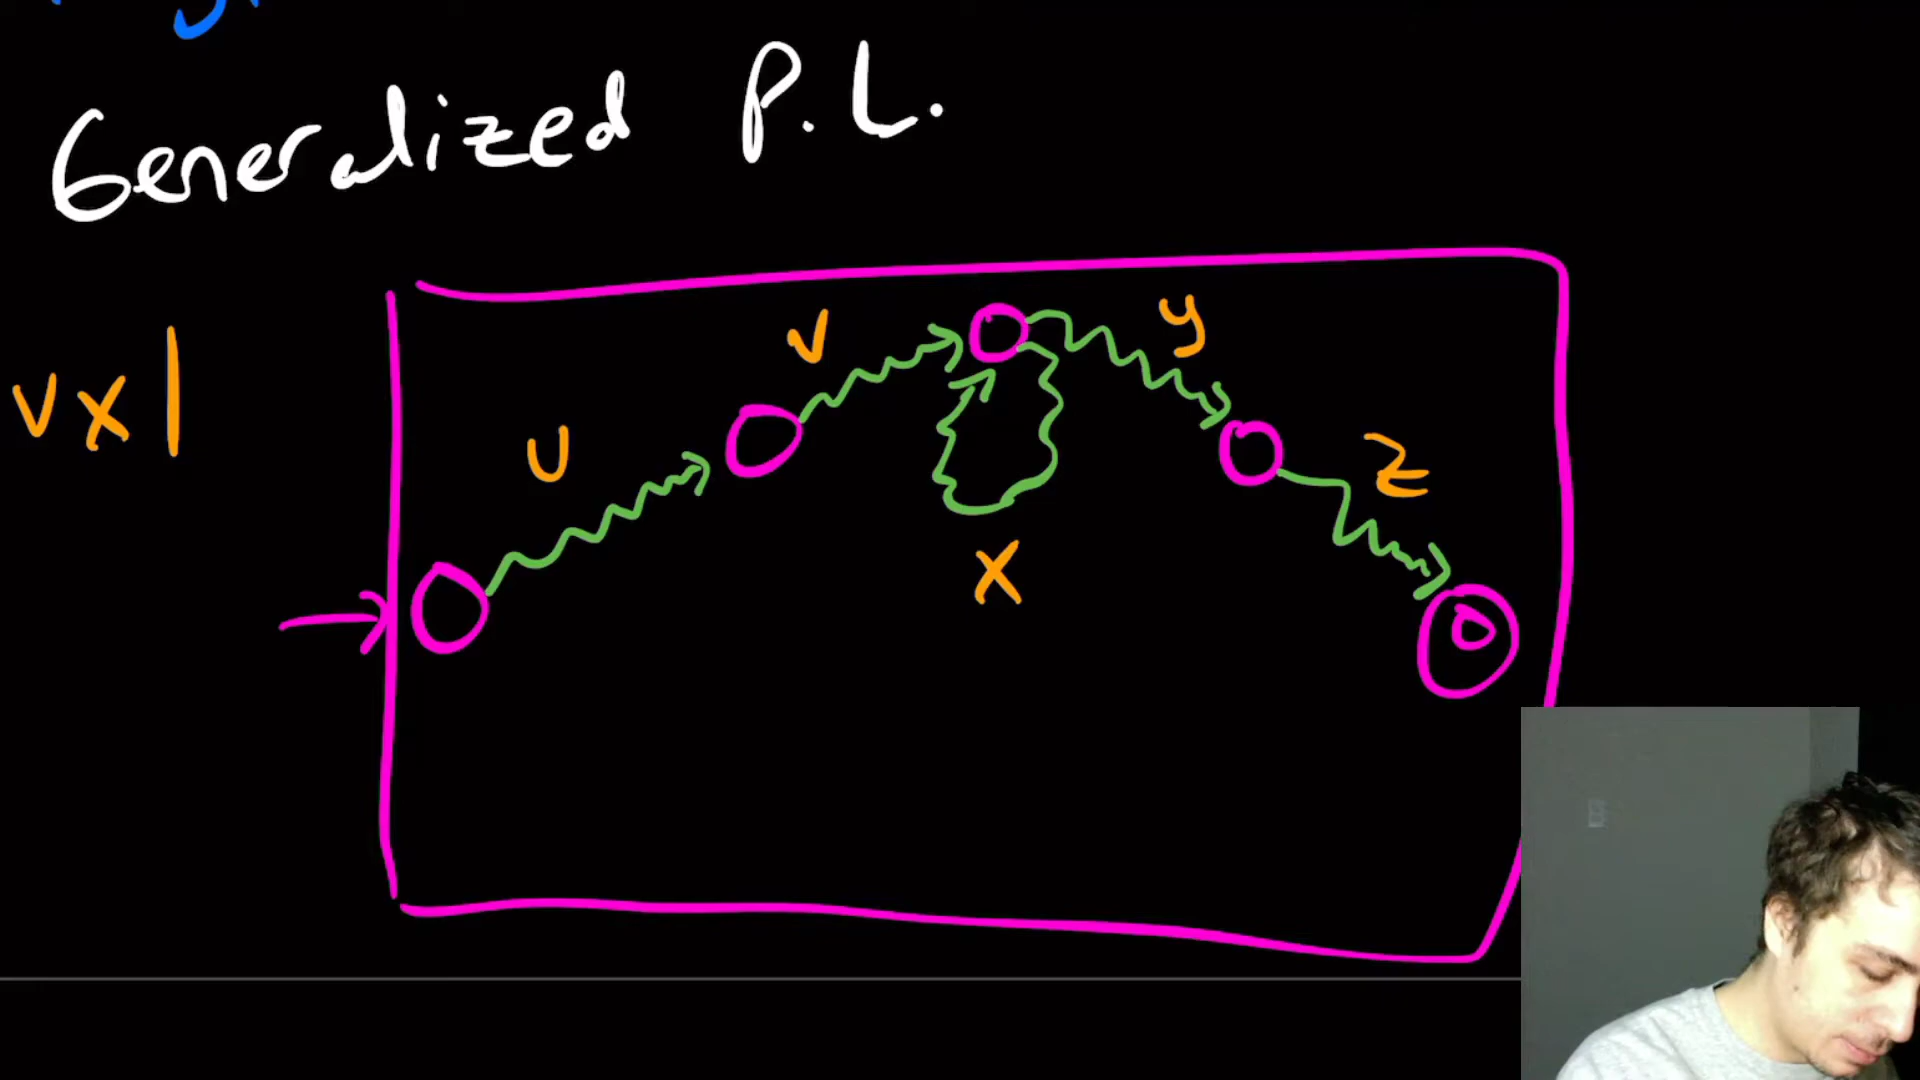 Generalized P.L.
v y
vx|
U z
x